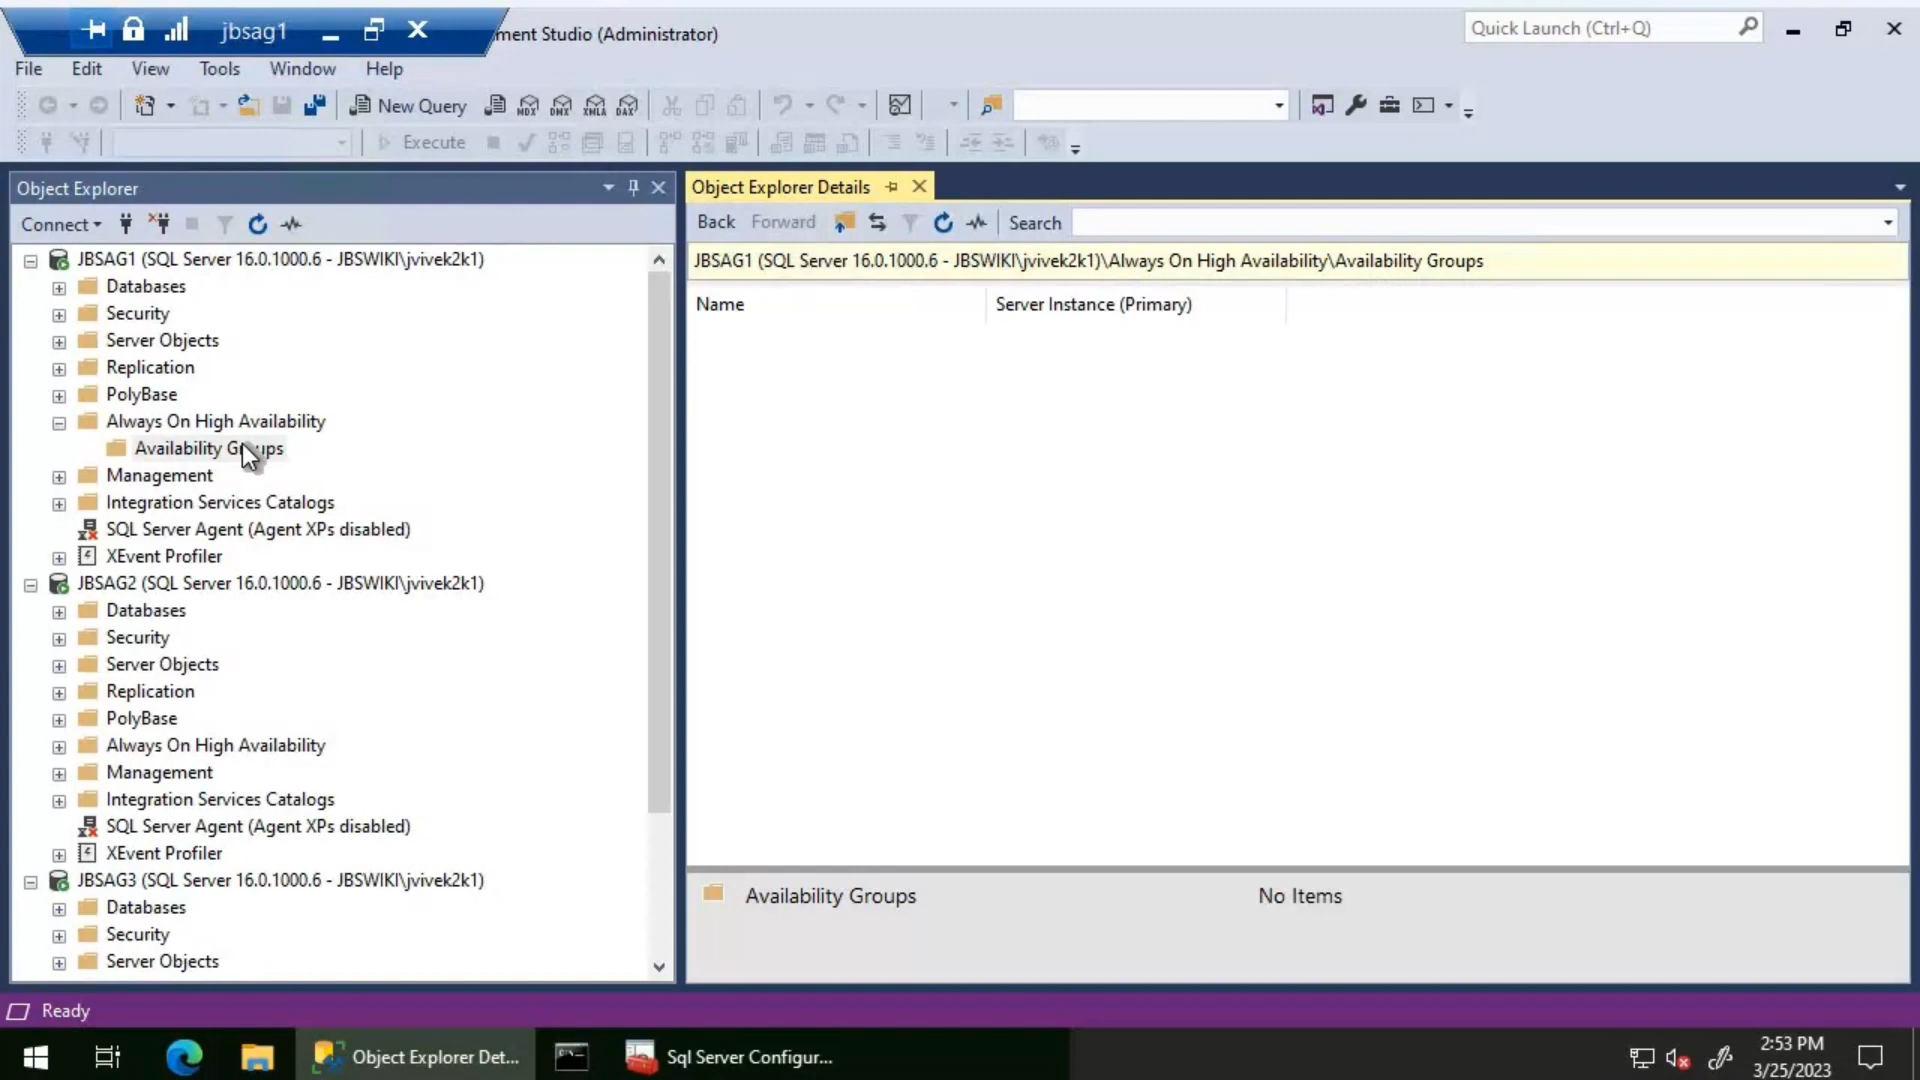 jbsag1
ment Studio (Administrator)
Quick Launch (Ctrl+Q)
File Edit View Tools Window Help
New Query MDX DMX XMLA DAX
Execute
Object Explorer
Object Explorer Details
Connect
Back Forward Search
JBSAG1 (SQL Server 16.0.1000.6 - JBSWIKI\jvivek2k1)
JBSAG1 (SQL Server 16.0.1000.6 - JBSWIKI\jvivek2k1)\Always On High Availability\Availability Groups
Databases
Name Server Instance (Primary)
Security
Server Objects
Replication
PolyBase
Always On High Availability
Availability Groups
Management
Integration Services Catalogs
SQL Server Agent (Agent XPs disabled)
XEvent Profiler
JBSAG2 (SQL Server 16.0.1000.6 - JBSWIKI\jvivek2k1)
Databases
Security
Server Objects
Replication
PolyBase
Always On High Availability
Management
Integration Services Catalogs
SQL Server Agent (Agent XPs disabled)
XEvent Profiler
JBSAG3 (SQL Server 16.0.1000.6 - JBSWIKI\jvivek2k1)
Databases
Security
Server Objects
Availability Groups No Items
Ready
Object Explorer Det...
Sql Server Configur...
2:53 PM
3/25/2023